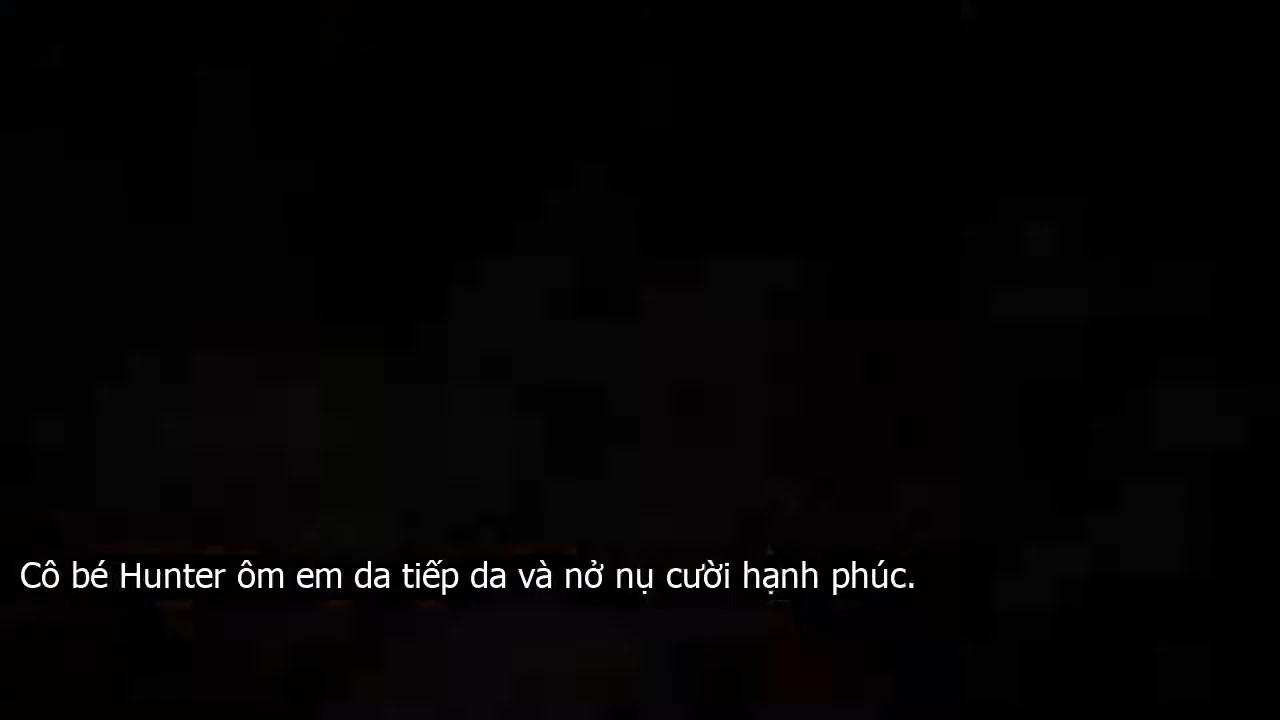 Cô bé Hunter ôm em da tiếp da và nở nụ cười hạnh phúc.